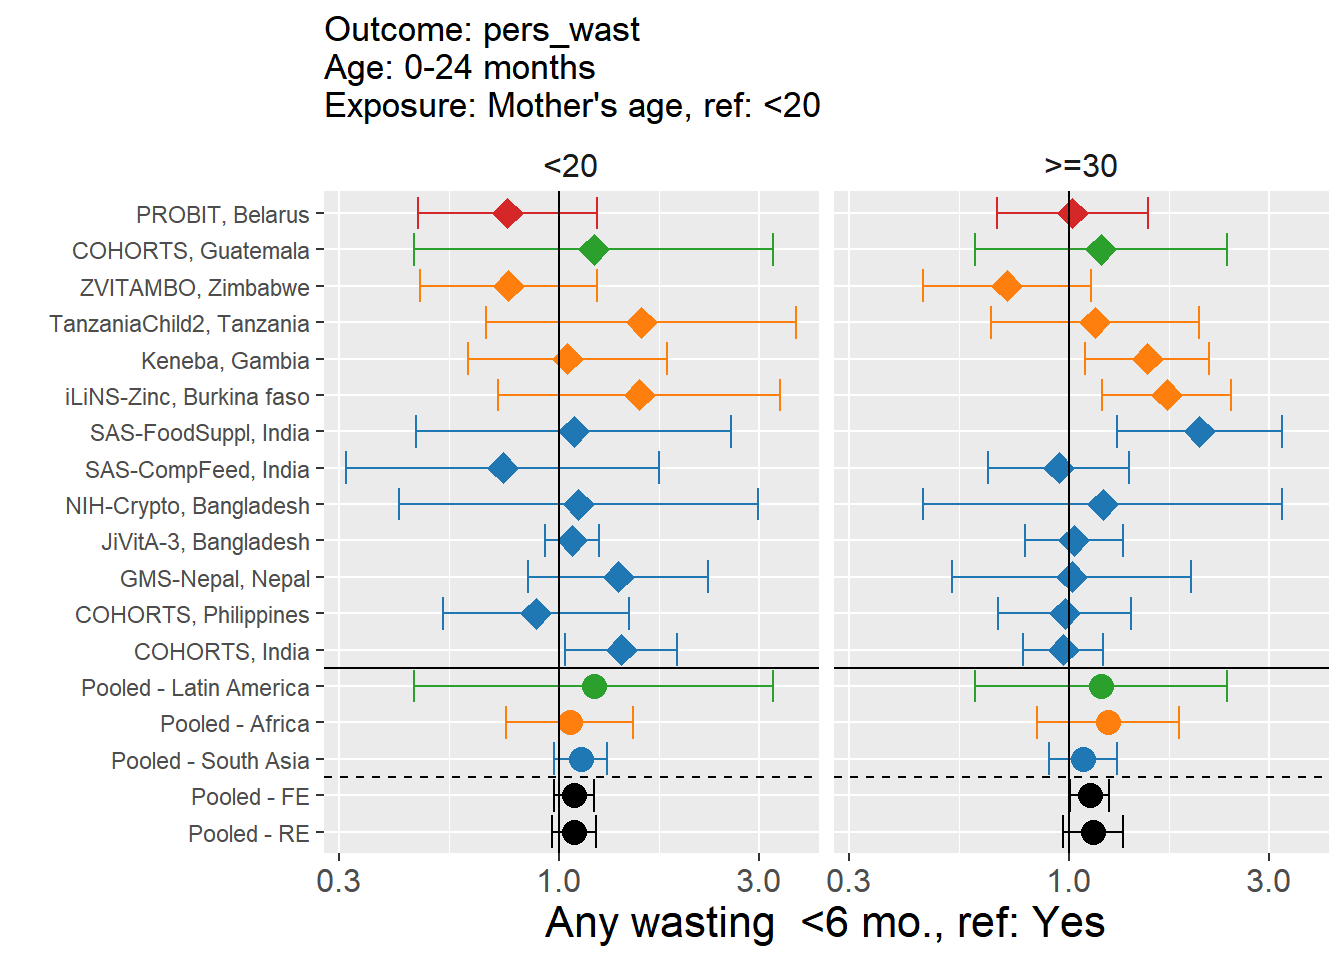 Outcome: pers_wast
Age: 0-24 months
Exposure: Mother's age, ref: <20
<20
>=30
PROBIT, Belarus
COHORTS, Guatemala
ZVITAMBO, Zimbabwe
TanzaniaChild2, Tanzania
Keneba, Gambia
iLiNS-Zinc, Burkina faso
SAS-FoodSuppl, India
SAS-CompFeed, India
NIH-Crypto, Bangladesh
JiVitA-3, Bangladesh
GMS-Nepal, Nepal
COHORTS, Philippines
COHORTS, India
Pooled - Latin America
Pooled - Africa
Pooled - South Asia
Pooled - FE
Pooled - RE
0.3 1.0 3.0 0.3 1.0 3.0
Any wasting  <6 mo., ref: Yes